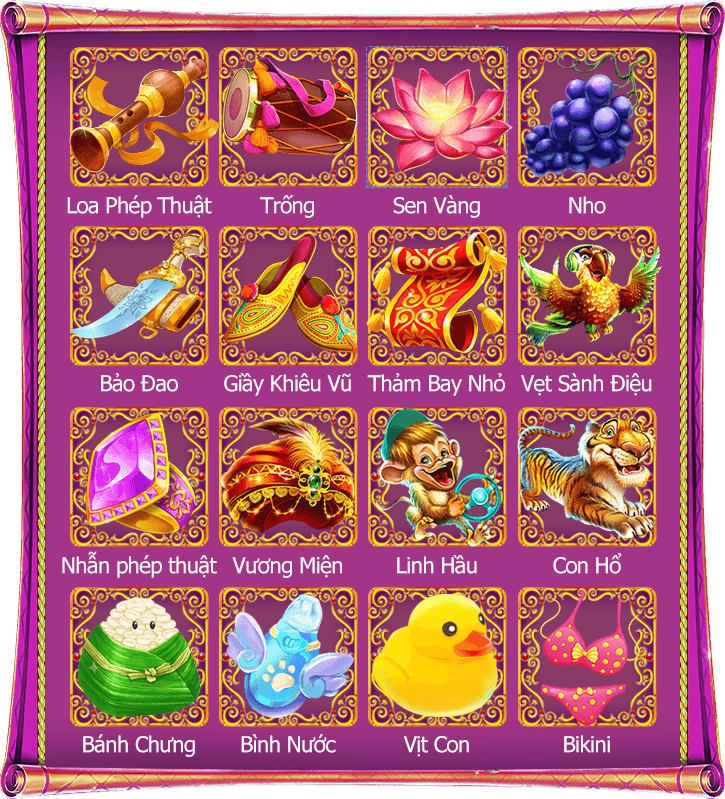 Loa Phép Thuật
Trống
Sen Vàng
Nho
Bảo Đao
Giầy Khiêu Vũ
Thảm Bay Nhỏ
Vẹt Sành Điệu
Nhẫn phép thuật
Vương Miện
Linh Hầu
Con Hổ
Bánh Chưng
Bình Nước
Vịt Con
Bikini